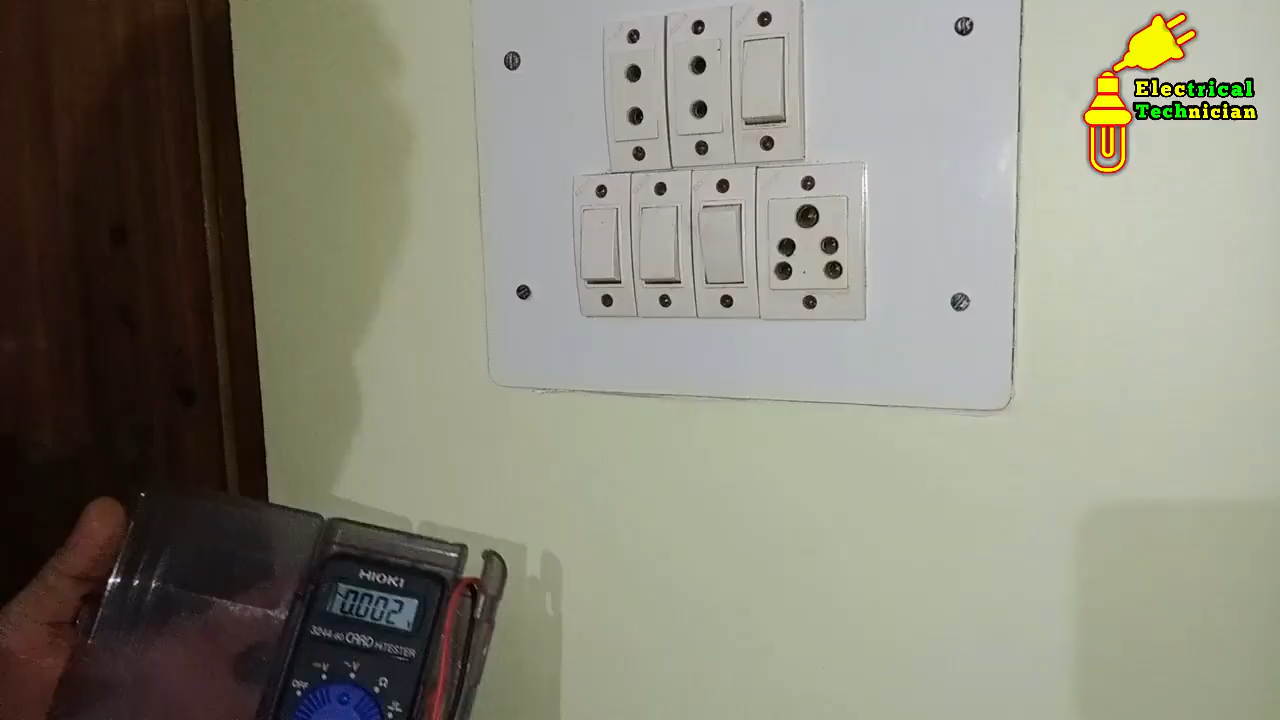 Electrical
Technician
HIOKI
0.002
V
3244-60 CARD HiTESTER
OFF
⎓V
~V
Ω